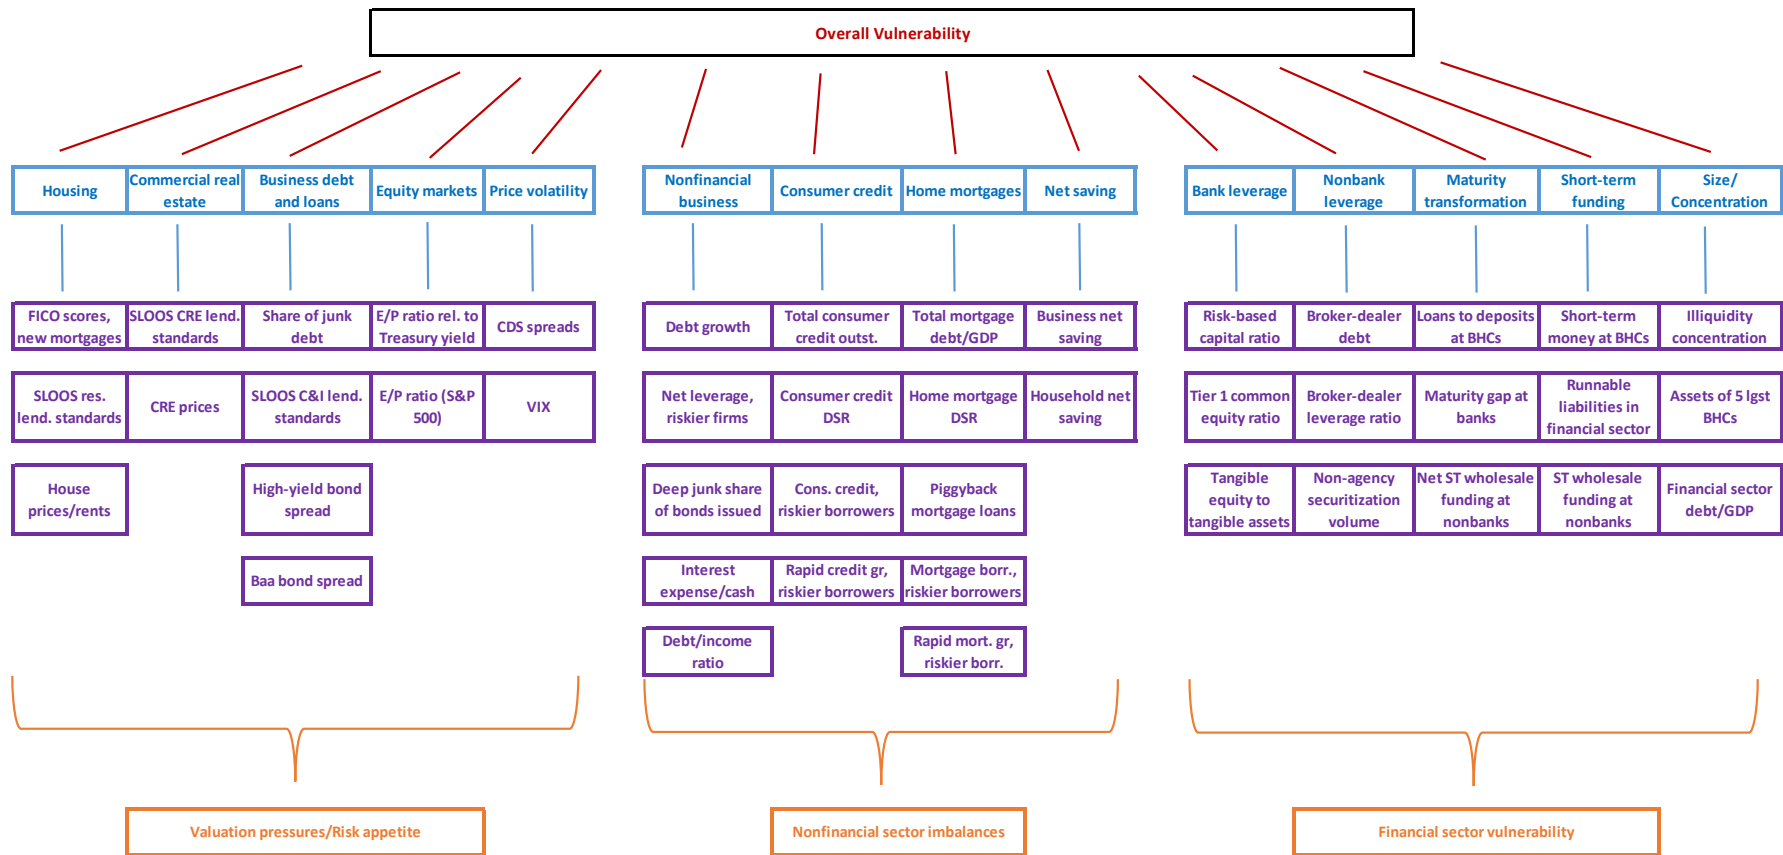 Overall Vulnerability
Housing
Commercial real
estate
Business debt
and loans
Equity markets
Price volatility
Nonfinancial
business
Consumer credit
Home mortgages
Net saving
Bank leverage
Nonbank
leverage
Maturity
transformation
Short-term
funding
Size/
Concentration
FICO scores,
new mortgages
SLOOS CRE lend.
standards
Share of junk
debt
E/P ratio rel. to
Treasury yield
CDS spreads
Debt growth
Total consumer
credit outst.
Total mortgage
debt/GDP
Business net
saving
Risk-based
capital ratio
Broker-dealer
debt
Loans to deposits
at BHCs
Short-term
money at BHCs
Illiquidity
concentration
SLOOS res.
lend. standards
CRE prices
SLOOS C&I lend.
standards
E/P ratio (S&P
500)
VIX
Net leverage,
riskier firms
Consumer credit
DSR
Home mortgage
DSR
Household net
saving
Tier 1 common
equity ratio
Broker-dealer
leverage ratio
Maturity gap at
banks
Runnable
liabilities in
financial sector
Assets of 5 lgst
BHCs
House
prices/rents
High-yield bond
spread
Deep junk share
of bonds issued
Cons. credit,
riskier borrowers
Piggyback
mortgage loans
Tangible
equity to
tangible assets
Non-agency
securitization
volume
Net ST wholesale
funding at
nonbanks
ST wholesale
funding at
nonbanks
Financial sector
debt/GDP
Baa bond spread
Interest
expense/cash
Rapid credit gr,
riskier borrowers
Mortgage borr.,
riskier borrowers
Debt/income
ratio
Rapid mort. gr,
riskier borr.
Valuation pressures/Risk appetite
Nonfinancial sector imbalances
Financial sector vulnerability